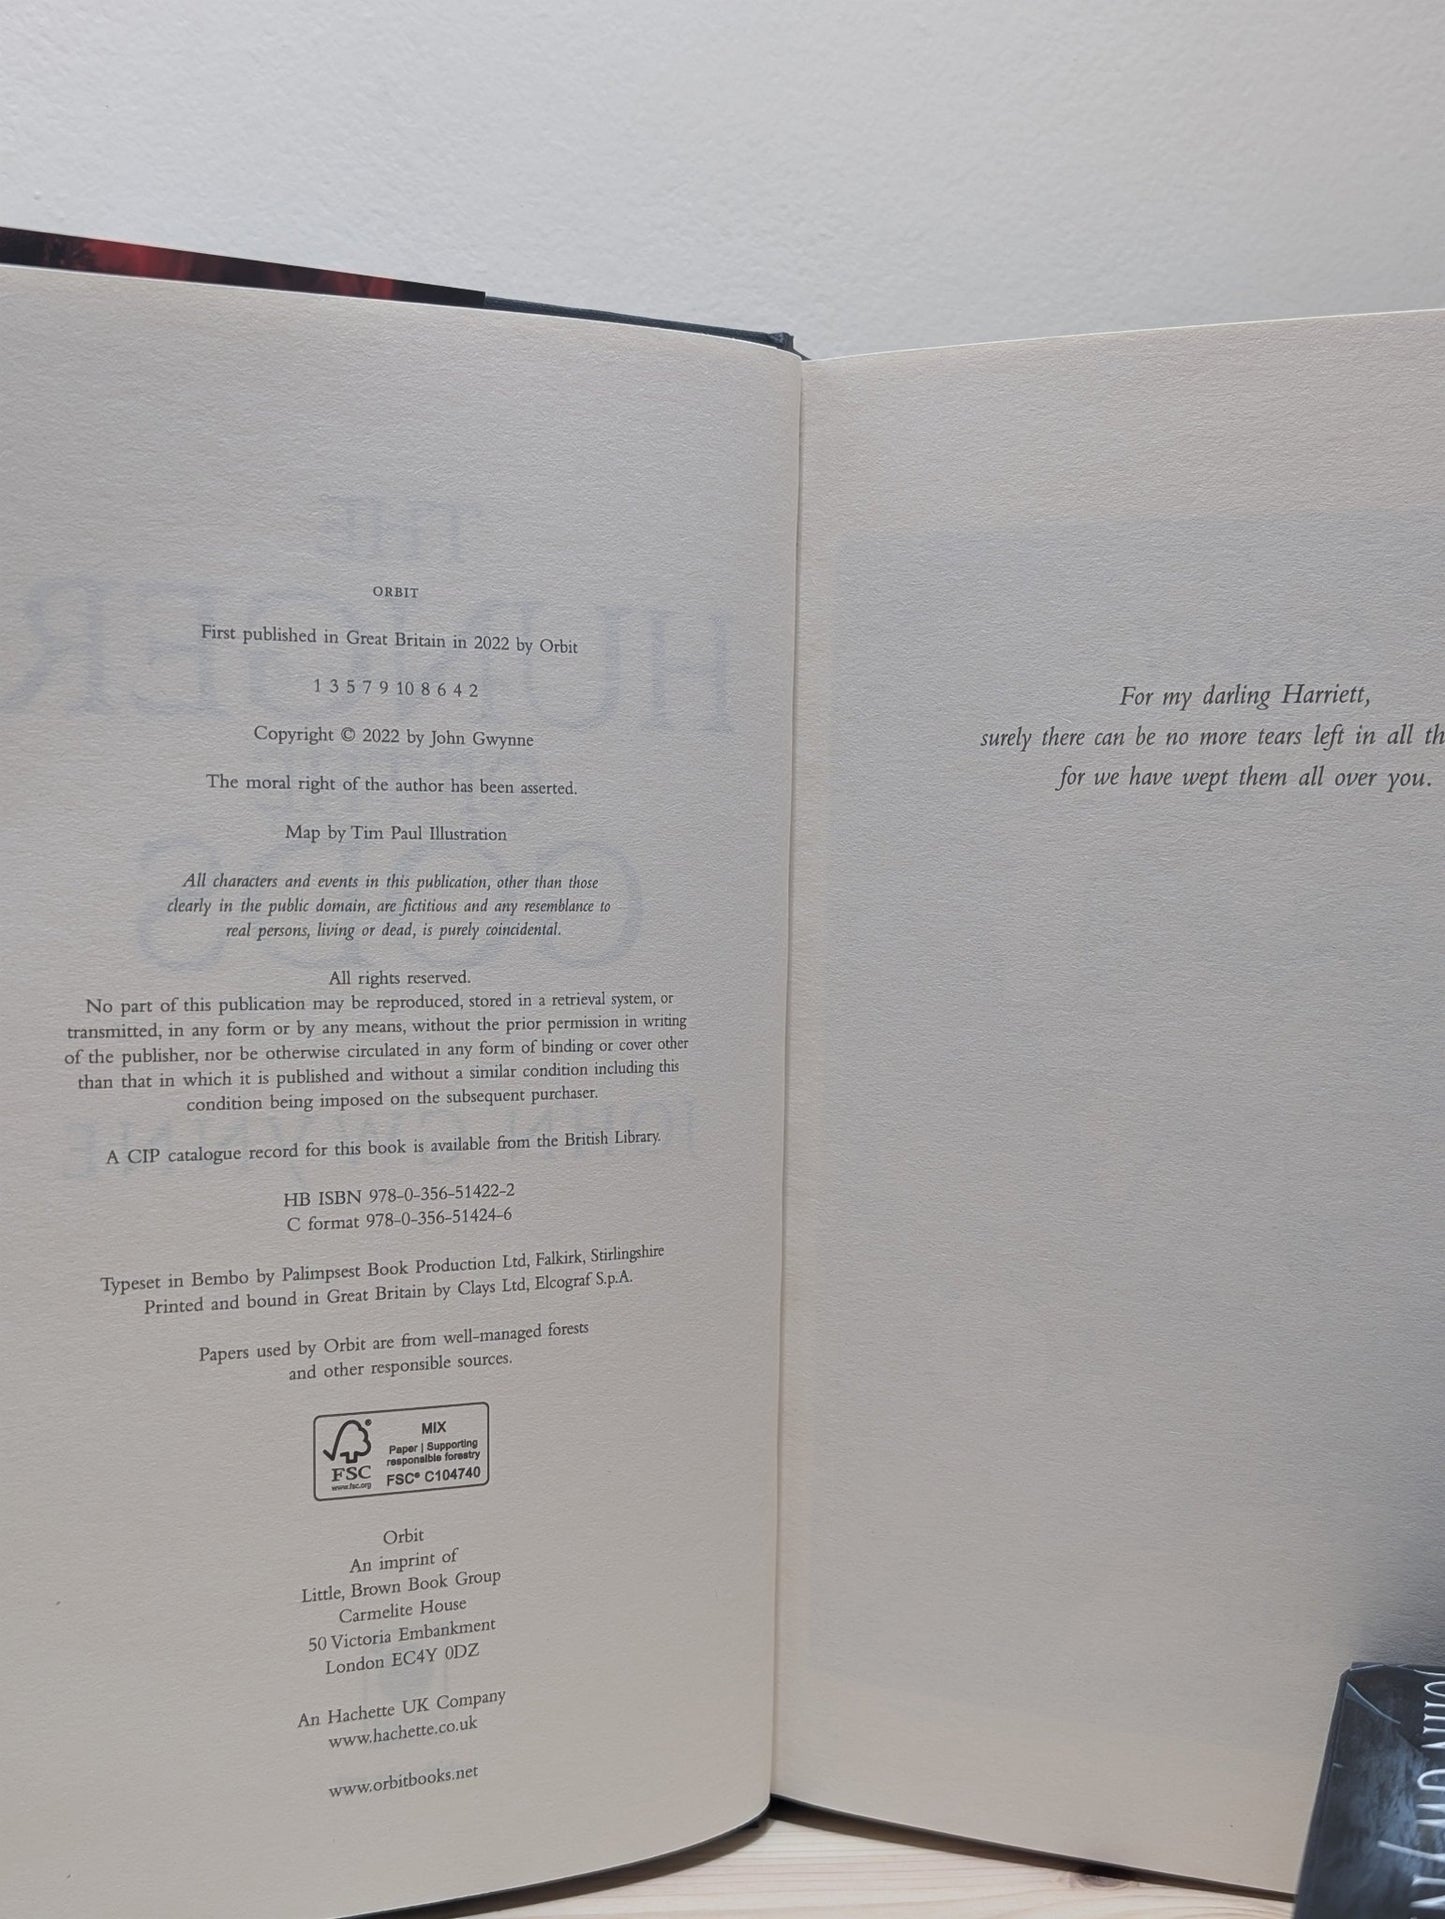 ORBIT
First published in Great Britain in 2022 by Orbit
1 3 5 7 9 10 8 6 4 2
Copyright © 2022 by John Gwynne
The moral right of the author has been asserted.
Map by Tim Paul Illustration
All characters and events in this publication, other than those
clearly in the public domain, are fictitious and any resemblance to
real persons, living or dead, is purely coincidental.
All rights reserved.
No part of this publication may be reproduced, stored in a retrieval system, or
transmitted, in any form or by any means, without the prior permission in writing
of the publisher, nor be otherwise circulated in any form of binding or cover other
than that in which it is published and without a similar condition including this
condition being imposed on the subsequent purchaser.
A CIP catalogue record for this book is available from the British Library.
HB ISBN 978-0-356-51422-2
C format 978-0-356-51424-6
Typeset in Bembo by Palimpsest Book Production Ltd, Falkirk, Stirlingshire
Printed and bound in Great Britain by Clays Ltd, Elcograf S.p.A.
Papers used by Orbit are from well-managed forests
and other responsible sources.
MIX
Paper | Supporting
responsible forestry
FSC® C104740
FSC
www.fsc.org
Orbit
An imprint of
Little, Brown Book Group
Carmelite House
50 Victoria Embankment
London EC4Y 0DZ
An Hachette UK Company
www.hachette.co.uk
www.orbitbooks.net
For my darling Harriett,
surely there can be no more tears left in all
for we have wept them all over you.